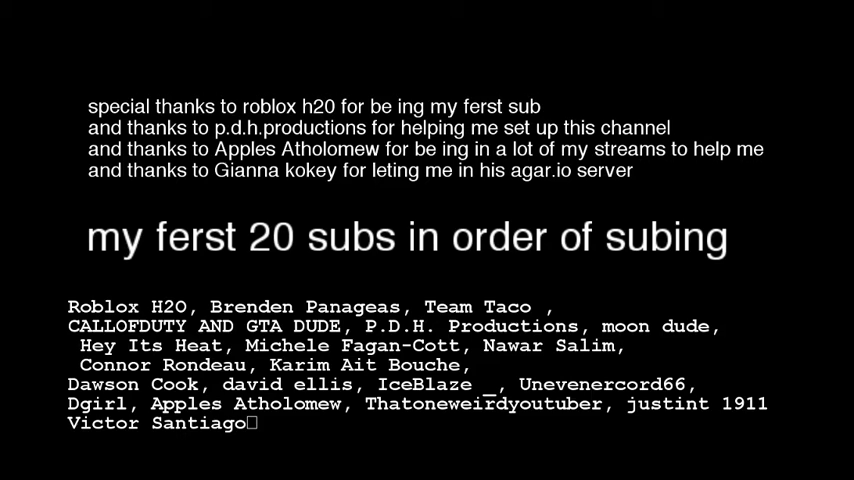 special thanks to roblox h20 for be ing my ferst sub
and thanks to p.d.h.productions for helping me set up this channel
and thanks to Apples Atholomew for be ing in a lot of my streams to help me
and thanks to Gianna kokey for leting me in his agar.io server
my ferst 20 subs in order of subing
Roblox H2O, Brenden Panageas, Team Taco ,
CALLOFDUTY AND GTA DUDE, P.D.H. Productions, moon dude,
Hey Its Heat, Michele Fagan-Cott, Nawar Salim,
Connor Rondeau, Karim Ait Bouche,
Dawson Cook, david ellis, IceBlaze _, Unevenercord66,
Dgirl, Apples Atholomew, Thatoneweirdyoutuber, justint 1911
Victor Santiago